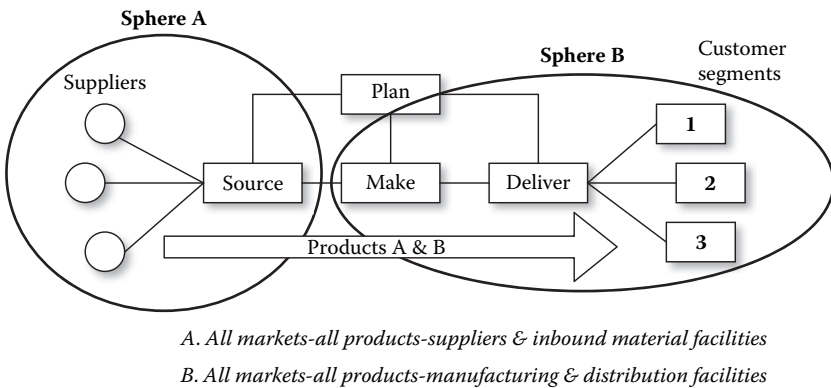 Sphere A
Sphere B
Customer
segments
Suppliers
Plan
1
Source
Make
Deliver
2
3
Products A & B
A. All markets-all products-suppliers & inbound material facilities
B. All markets-all products-manufacturing & distribution facilities